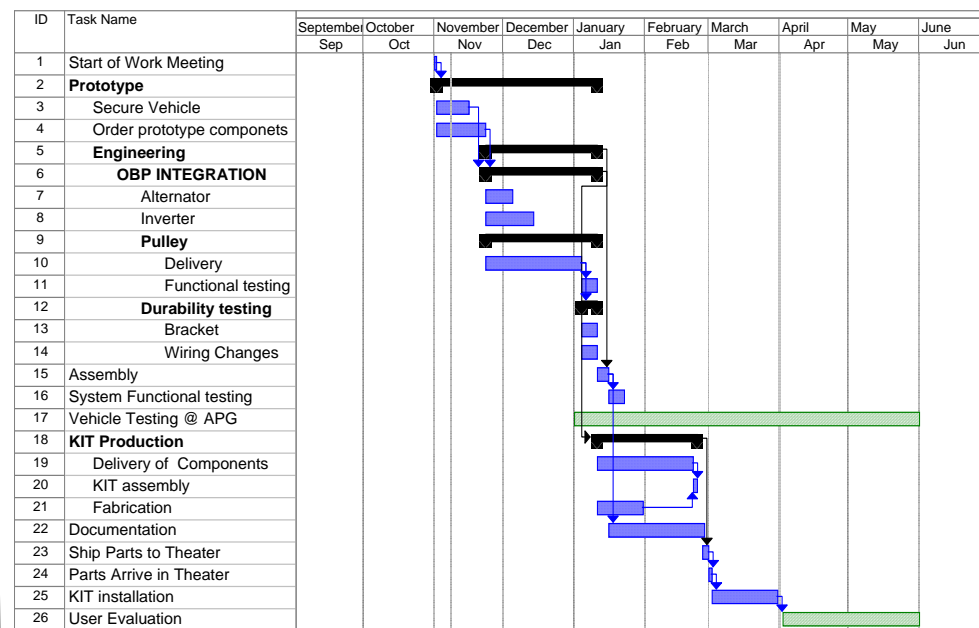 ID Task Name
September October November December January February March April May June
Sep Oct Nov Dec Jan Feb Mar Apr May Jun
1 Start of Work Meeting
2 Prototype
3 Secure Vehicle
4 Order prototype componets
5 Engineering
6 OBP INTEGRATION
7 Alternator
8 Inverter
9 Pulley
10 Delivery
11 Functional testing
12 Durability testing
13 Bracket
14 Wiring Changes
15 Assembly
16 System Functional testing
17 Vehicle Testing @ APG
18 KIT Production
19 Delivery of Components
20 KIT assembly
21 Fabrication
22 Documentation
23 Ship Parts to Theater
24 Parts Arrive in Theater
25 KIT installation
26 User Evaluation